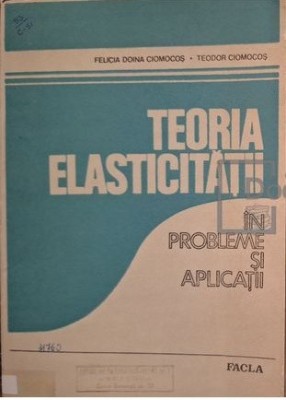 FELICIA DOINA CIOMOCOȘ • TEODOR CIOMOCOȘ
TEORIA
ELASTICITĂȚII
ÎN
PROBLEME
ȘI
APLICAȚII
FACLA